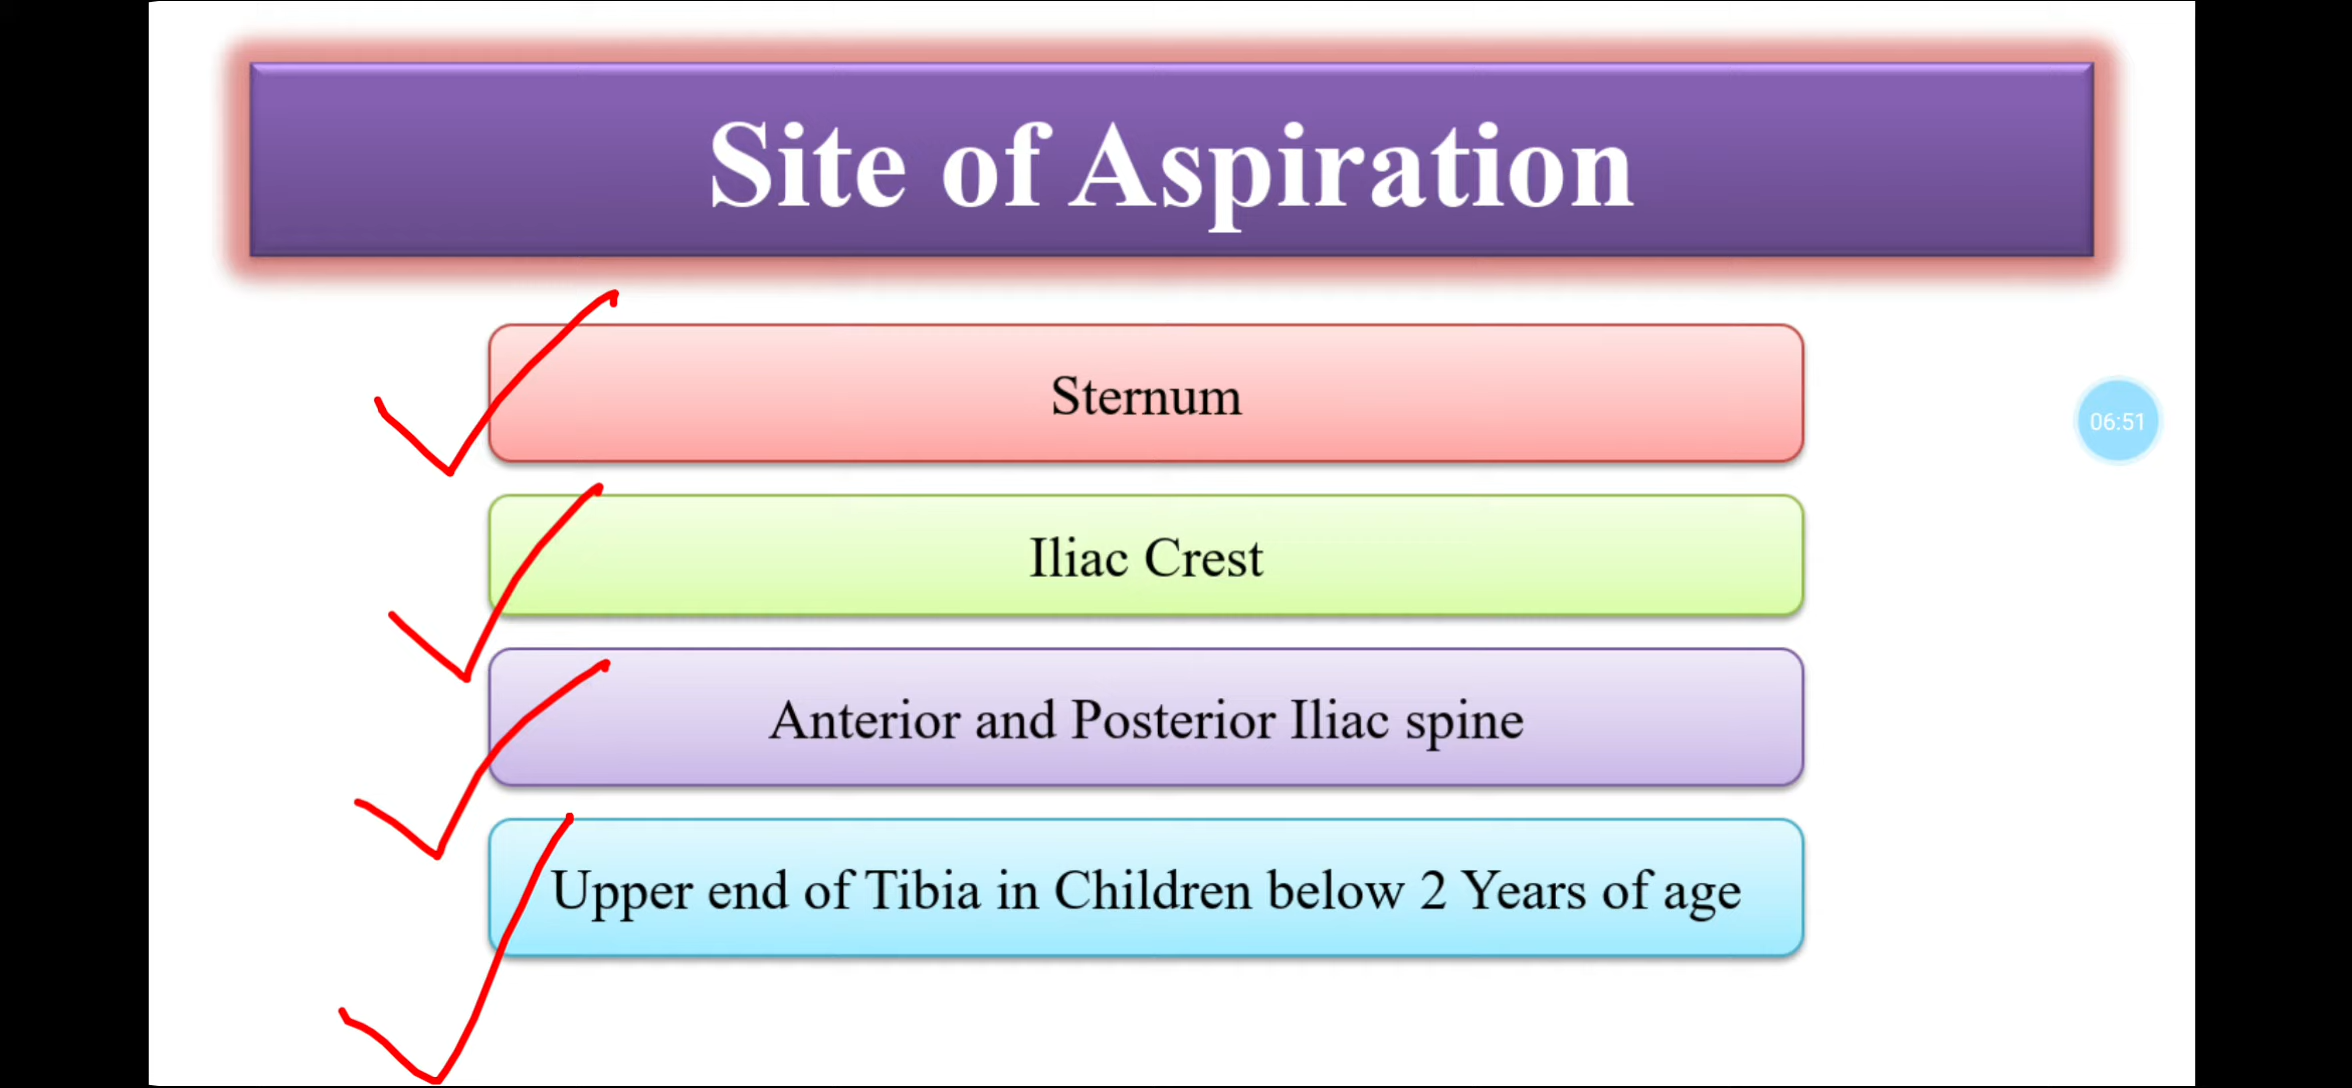 Site of Aspiration
Sternum
06:51
Iliac Crest
Anterior and Posterior Iliac spine
Upper end of Tibia in Children below 2 Years of age